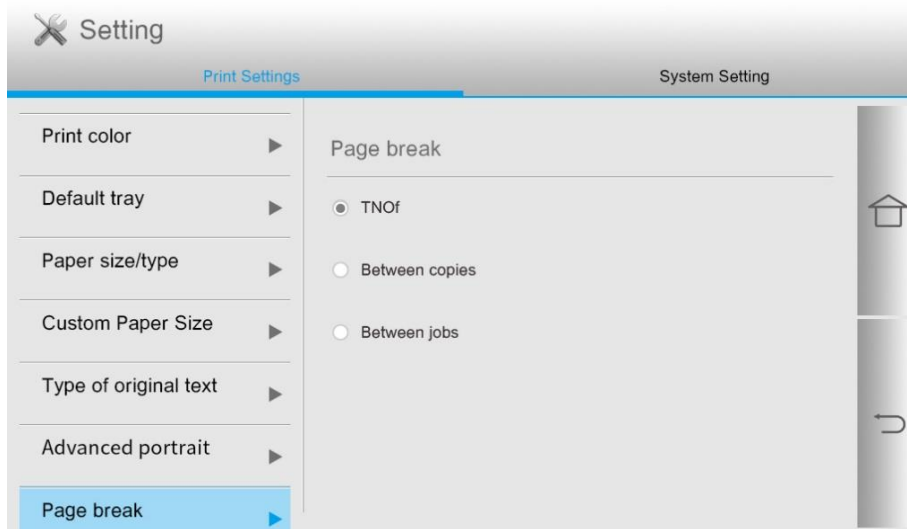 Setting
Print Settings
System Setting
Print color
Default tray
Paper size/type
Custom Paper Size
Type of original text
Advanced portrait
Page break
Page break
TNOf
Between copies
Between jobs